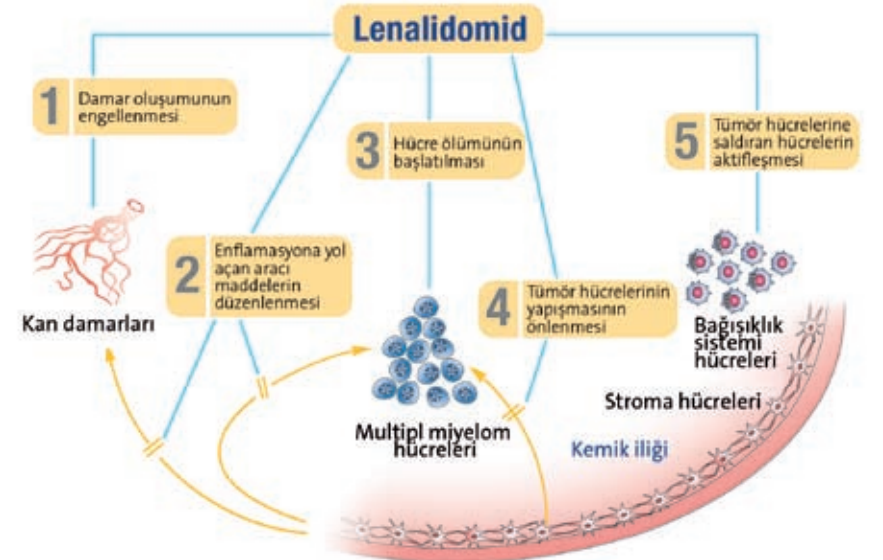 Lenalidomid
1 Damar oluşumunun
engellenmesi
3 Hücre ölümünün
başlatılması
5 Tümör hücrelerine
saldıran hücrelerin
aktifleşmesi
2 Enflamasyona yol
açan aracı
maddelerin
düzenlenmesi
4 Tümör hücrelerinin
yapışmasının
önlenmesi
Kan damarları
Bağışıklık
sistemi
hücreleri
Stroma hücreleri
Multipl miyelom
hücreleri
Kemik iliği